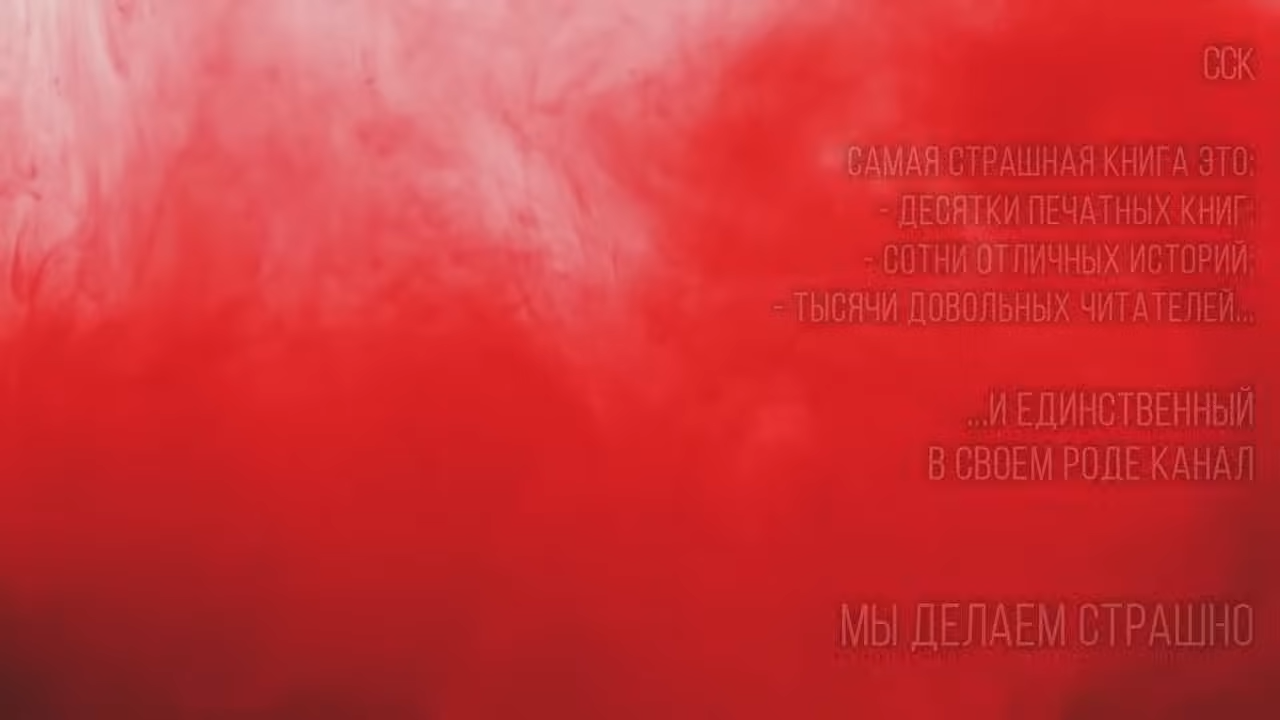 ССК
САМАЯ СТРАШНАЯ КНИГА ЭТО:
- ДЕСЯТКИ ПЕЧАТНЫХ КНИГ;
- СОТНИ ОТЛИЧНЫХ ИСТОРИЙ;
- ТЫСЯЧИ ДОВОЛЬНЫХ ЧИТАТЕЛЕЙ...
...И ЕДИНСТВЕННЫЙ
В СВОЕМ РОДЕ КАНАЛ
МЫ ДЕЛАЕМ СТРАШНО